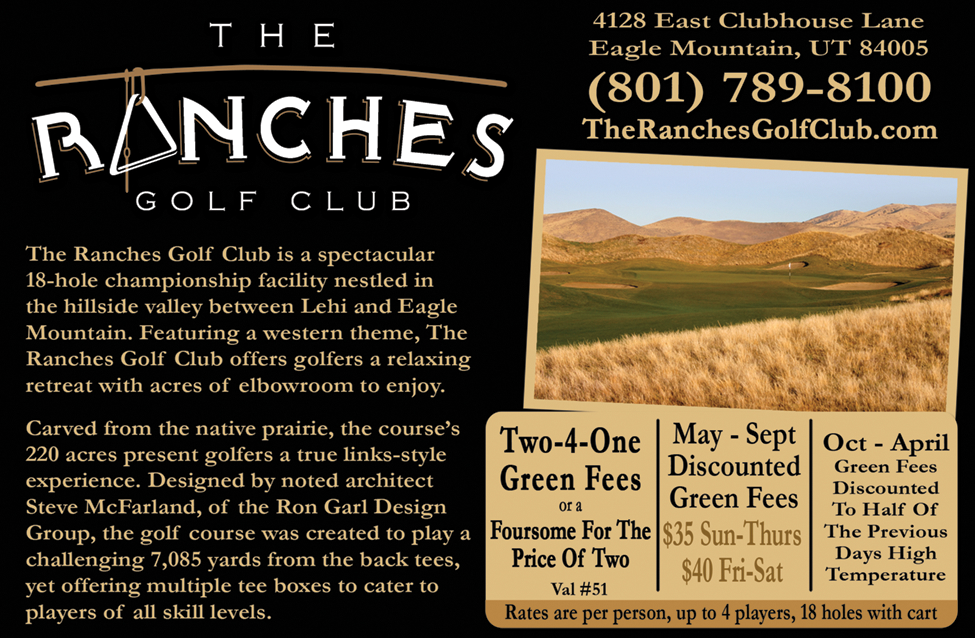 THE
RANCHES
GOLF CLUB
4128 East Clubhouse Lane
Eagle Mountain, UT 84005
(801) 789-8100
TheRanchesGolfClub.com
The Ranches Golf Club is a spectacular
18-hole championship facility nestled in
the hillside valley between Lehi and Eagle
Mountain. Featuring a western theme, The
Ranches Golf Club offers golfers a relaxing
retreat with acres of elbowroom to enjoy.
Carved from the native prairie, the course's
220 acres present golfers a true links-style
experience. Designed by noted architect
Steve McFarland, of the Ron Garl Design
Group, the golf course was created to play a
challenging 7,085 yards from the back tees,
yet offering multiple tee boxes to cater to
players of all skill levels.
Two-4-One
Green Fees
or a
Foursome For The
Price Of Two
Val #51
May - Sept
Discounted
Green Fees
$35 Sun-Thurs
$40 Fri-Sat
Oct - April
Green Fees
Discounted
To Half Of
The Previous
Days High
Temperature
Rates are per person, up to 4 players, 18 holes with cart